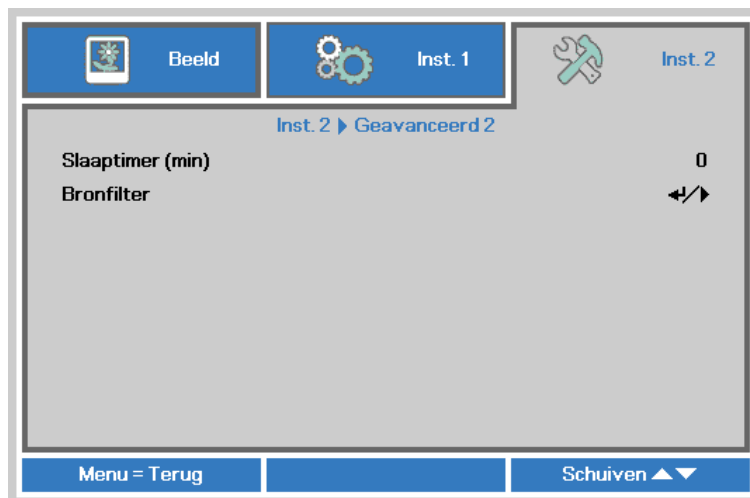 Beeld
Inst. 1
Inst. 2
Inst. 2 ▶ Geavanceerd 2
Slaaptimer (min) 0
Bronfilter ↵/▶
Menu = Terug
Schuiven ▲▼